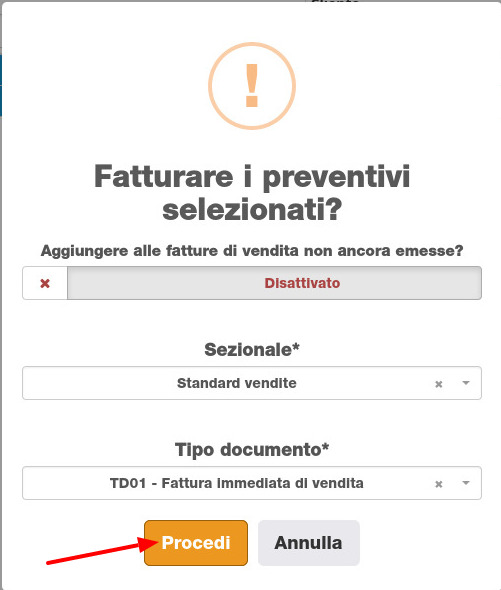 !
Fatturare i preventivi
selezionati?
Aggiungere alle fatture di vendita non ancora emesse?
× Disattivato
Sezionale*
Standard vendite ×
Tipo documento*
TD01 - Fattura immediata di vendita ×
Procedi Annulla